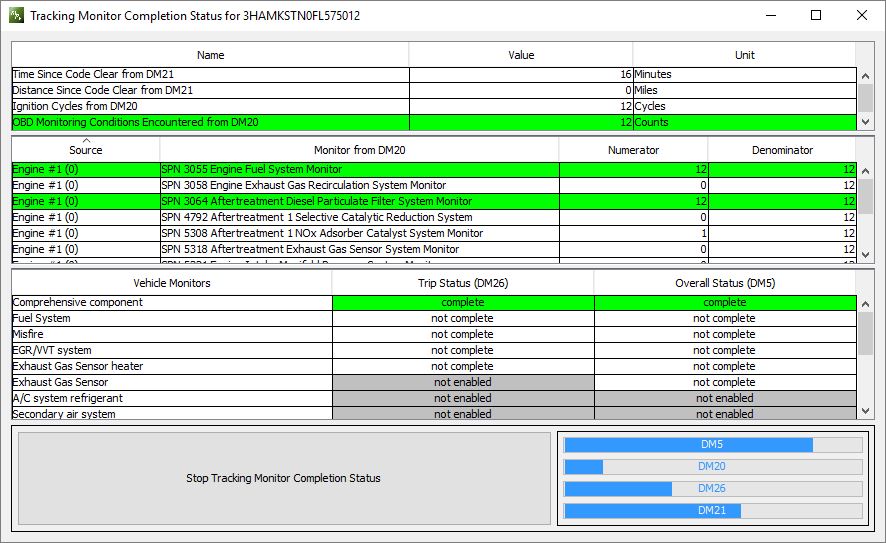 Tracking Monitor Completion Status for 3HAMKSTN0FL575012
Name Value Unit
Time Since Code Clear from DM21 16 Minutes
Distance Since Code Clear from DM21 0 Miles
Ignition Cycles from DM20 12 Cycles
OBD Monitoring Conditions Encountered from DM20 12 Counts
Source Monitor from DM20 Numerator Denominator
Engine #1 (0) SPN 3055 Engine Fuel System Monitor 12 12
Engine #1 (0) SPN 3058 Engine Exhaust Gas Recirculation System Monitor 0 12
Engine #1 (0) SPN 3064 Aftertreatment Diesel Particulate Filter System Monitor 12 12
Engine #1 (0) SPN 4792 Aftertreatment 1 Selective Catalytic Reduction System 0 12
Engine #1 (0) SPN 5308 Aftertreatment 1 NOx Adsorber Catalyst System Monitor 1 12
Engine #1 (0) SPN 5318 Aftertreatment Exhaust Gas Sensor System Monitor 0 12
Vehicle Monitors Trip Status (DM26) Overall Status (DM5)
Comprehensive component complete complete
Fuel System not complete not complete
Misfire not complete not complete
EGR/VVT system not complete not complete
Exhaust Gas Sensor heater not complete not complete
Exhaust Gas Sensor not enabled not complete
A/C system refrigerant not enabled not enabled
Secondary air system not enabled not enabled
Stop Tracking Monitor Completion Status
DM5
DM20
DM26
DM21